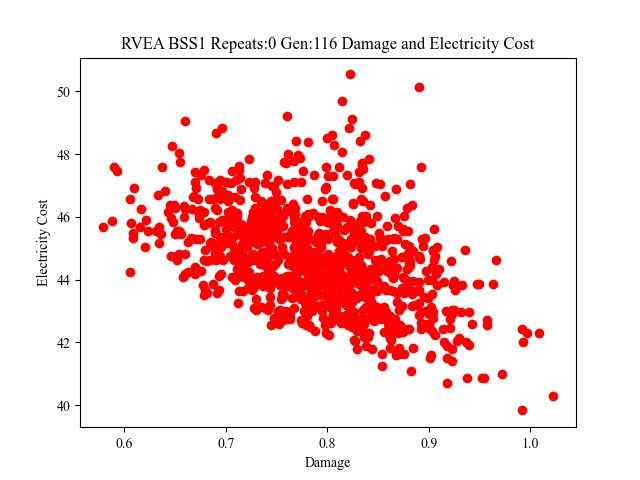 RVEA BSS1 Repeats:0 Gen:116 Damage and Electricity Cost
50
48
46
44
42
40
Electricity Cost
0.6 0.7 0.8 0.9 1.0
Damage